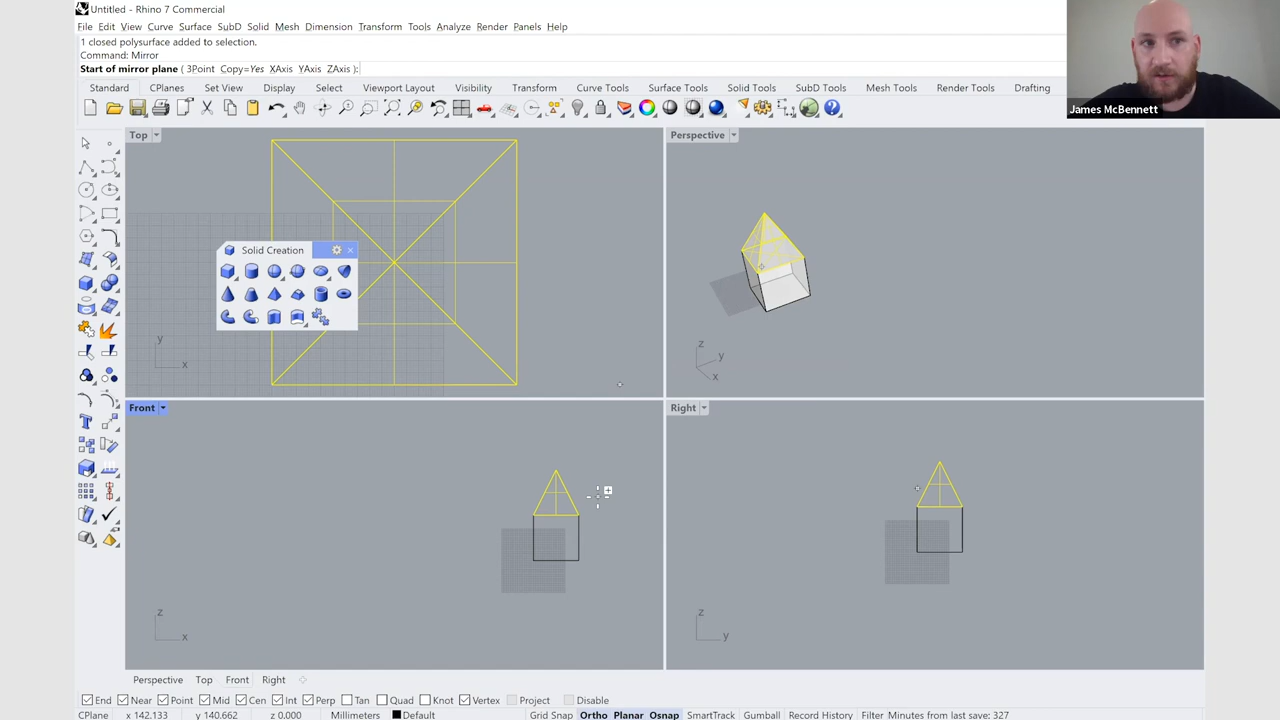 Untitled - Rhino 7 Commercial
File Edit View Curve Surface SubD Solid Mesh Dimension Transform Tools Analyze Render Panels Help
1 closed polysurface added to selection.
Command: Mirror
Start of mirror plane ( 3Point Copy=Yes XAxis YAxis ZAxis ):
James McBennett
Standard CPlanes Set View Display Select Viewport Layout Visibility Transform Curve Tools Surface Tools Solid Tools SubD Tools Mesh Tools Render Tools Drafting
Top
Perspective
Solid Creation
y
x
z
y
x
Front
Right
z
x
z
y
Perspective Top Front Right
End Near Point Mid Cen Int Perp Tan Quad Knot Vertex Project Disable
CPlane x 142.133 y 140.662 z 0.000 Millimeters Default Grid Snap Ortho Planar Osnap SmartTrack Gumball Record History Filter Minutes from last save: 327